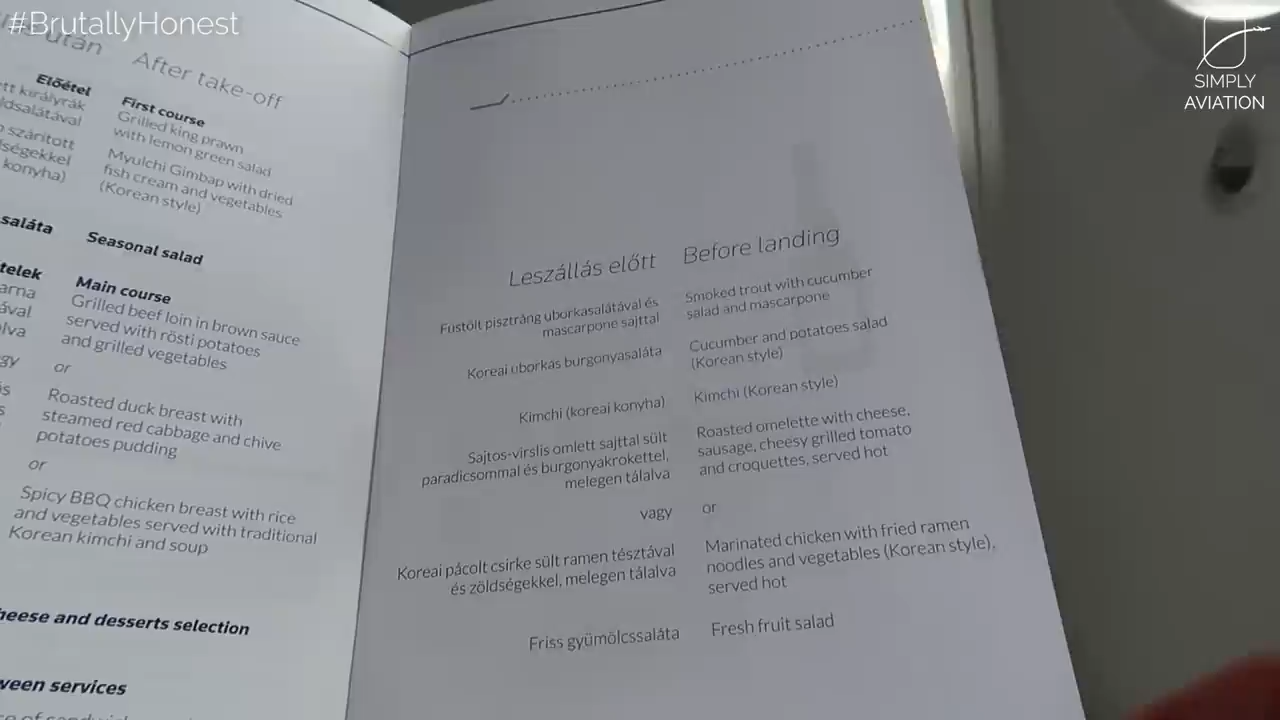 #BrutallyHonest
SIMPLY
AVIATION
után
After take-off
Előétel
királyrák
szárított
konyha)
First course
Grilled king prawn
with lemon green salad
Myulchi Gimbap with dried
fish cream and vegetables
(Korean style)
saláta
Seasonal salad
Main course
Grilled beef loin in brown sauce
served with rösti potatoes
and grilled vegetables
or
Roasted duck breast with
steamed red cabbage and chive
potatoes pudding
or
Spicy BBQ chicken breast with rice
and vegetables served with traditional
Korean kimchi and soup
heese and desserts selection
ween services
Leszállás előtt
Füstölt pisztráng uborkasalátával és
mascarpone sajttal
Koreai uborkás burgonyasaláta
Kimchi (koreai konyha)
Sajtos-virslis omlett sajttal sült
paradicsommal és burgonyakrokettel,
melegen tálalva
vagy
Koreai pácolt csirke sült ramen tésztával
és zöldségekkel, melegen tálalva
Friss gyümölcssaláta
Before landing
Smoked trout with cucumber
salad and mascarpone
Cucumber and potatoes salad
(Korean style)
Kimchi (Korean style)
Roasted omelette with cheese,
sausage, cheesy grilled tomato
and croquettes, served hot
or
Marinated chicken with fried ramen
noodles and vegetables (Korean style),
served hot
Fresh fruit salad